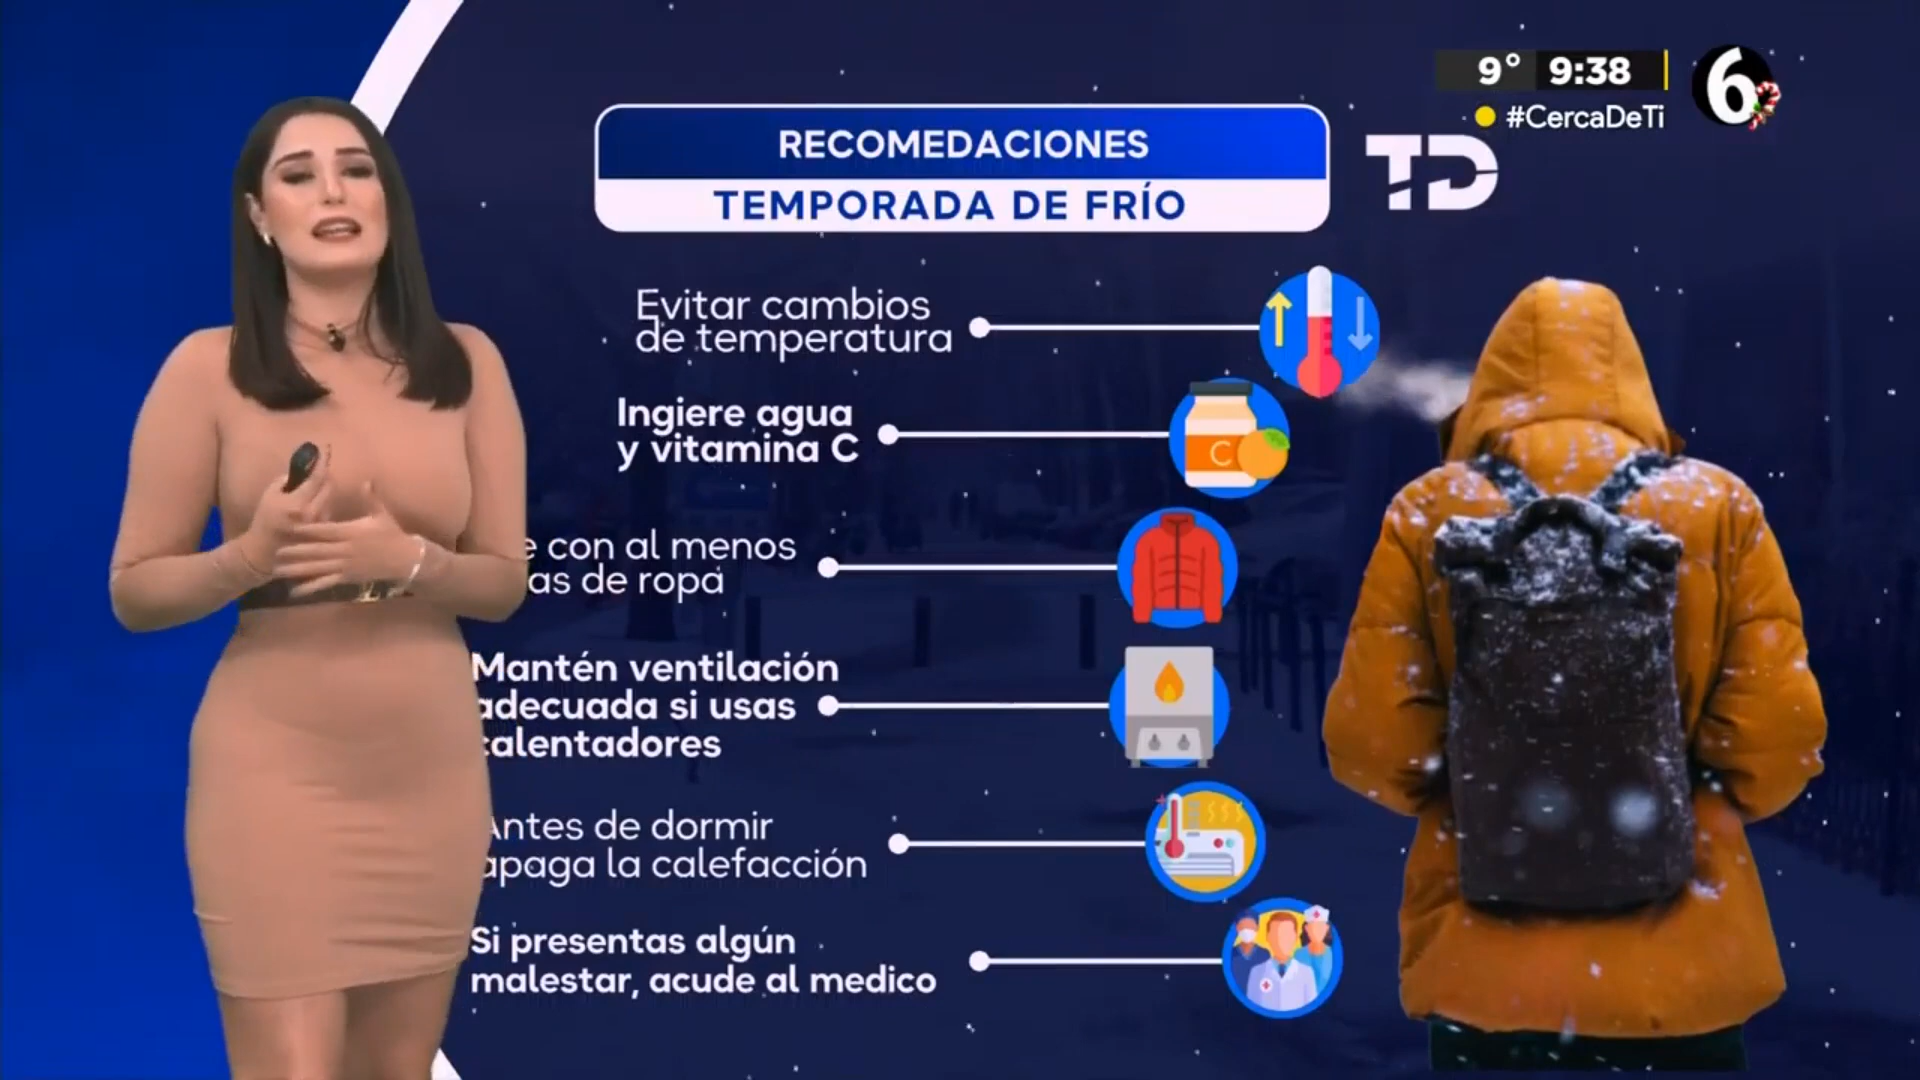 9° 9:38
6
#CercaDeTi
RECOMEDACIONES
TD
TEMPORADA DE FRÍO
Evitar cambios
de temperatura
Ingiere agua
y vitamina C
C
con al menos
de ropa
Mantén ventilación
adecuada si usas
calentadores
Antes de dormir
apaga la calefacción
Si presentas algún
malestar, acude al medico